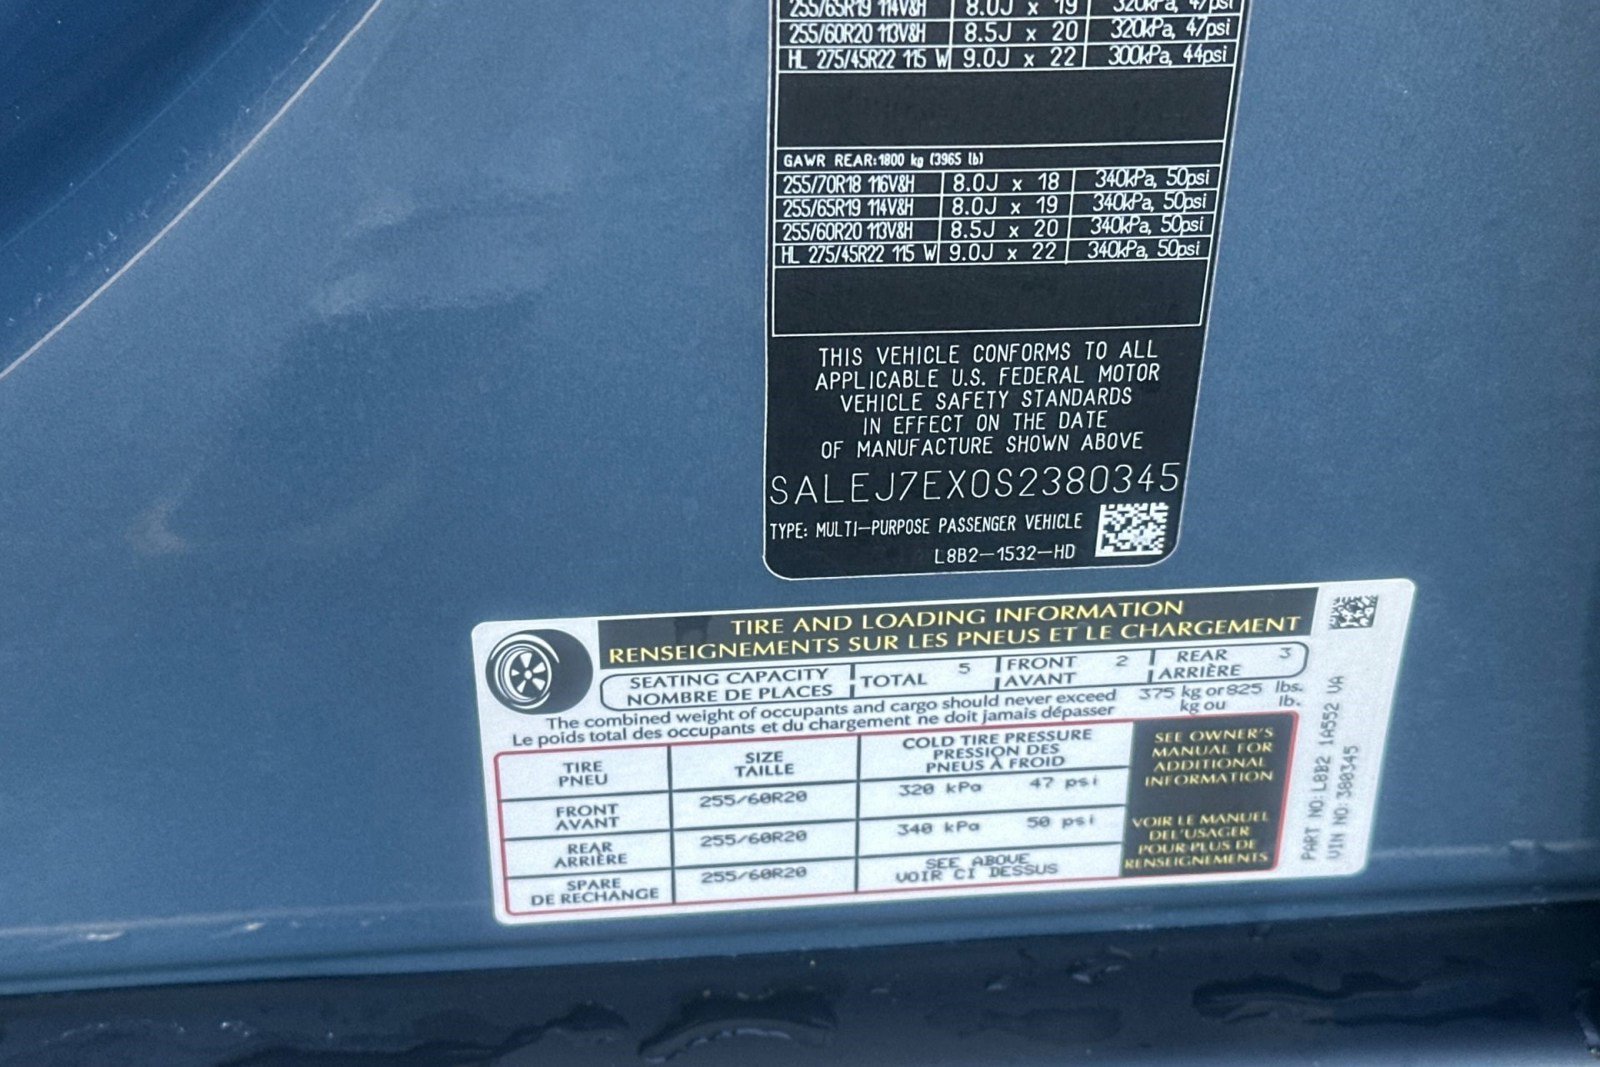 255/65R19 114V&H 8.0J x 19 320kPa, 47psi
255/60R20 113V&H 8.5J x 20 320kPa, 47psi
HL 275/45R22 115 W 9.0J x 22 300kPa, 44psi
GAWR REAR:1800 kg (3965 lb)
255/70R18 116V&H 8.0J x 18 340kPa, 50psi
255/65R19 114V&H 8.0J x 19 340kPa, 50psi
255/60R20 113V&H 8.5J x 20 340kPa, 50psi
HL 275/45R22 115 W 9.0J x 22 340kPa, 50psi
THIS VEHICLE CONFORMS TO ALL
APPLICABLE U.S. FEDERAL MOTOR
VEHICLE SAFETY STANDARDS
IN EFFECT ON THE DATE
OF MANUFACTURE SHOWN ABOVE
SALEJ7EX0S2380345
TYPE: MULTI-PURPOSE PASSENGER VEHICLE
L8B2-1532-HD
TIRE AND LOADING INFORMATION
RENSEIGNEMENTS SUR LES PNEUS ET LE CHARGEMENT
SEATING CAPACITY
NOMBRE DE PLACES
TOTAL 5
FRONT
AVANT
2
REAR
ARRIÈRE
3
The combined weight of occupants and cargo should never exceed 375 kg or 825 lbs.
Le poids total des occupants et du chargement ne doit jamais dépasser kg ou lb.
TIRE
PNEU
SIZE
TAILLE
COLD TIRE PRESSURE
PRESSION DES
PNEUS À FROID
FRONT
AVANT
255/60R20
320 kPa 47 psi
REAR
ARRIÈRE
255/60R20
340 kPa 50 psi
SPARE
DE RECHANGE
255/60R20
SEE ABOVE
VOIR CI DESSUS
SEE OWNER'S
MANUAL FOR
ADDITIONAL
INFORMATION
VOIR LE MANUEL
DEL'USAGER
POUR PLUS DE
RENSEIGNEMENTS
PART NO: L8B2 1A552 VA
VIN NO: 380345